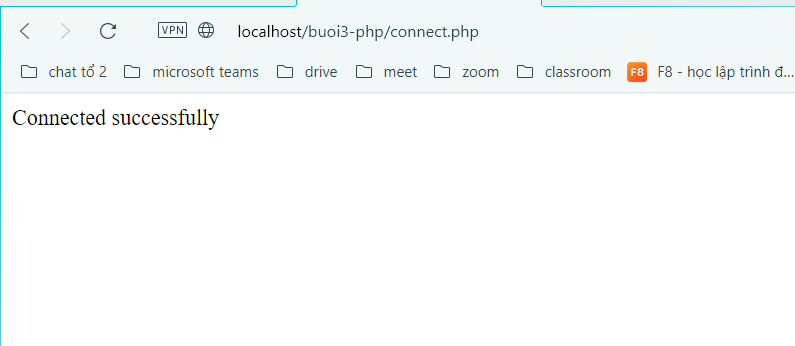 VPN localhost/buoi3-php/connect.php
chat tổ 2 microsoft teams drive meet zoom classroom F8 F8 - học lập trình đ...
Connected successfully